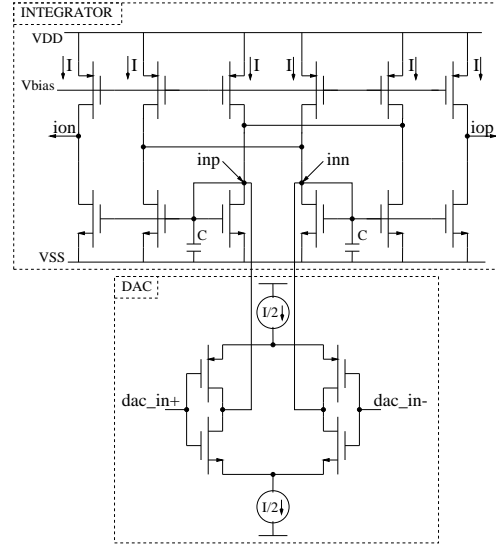 INTEGRATOR
VDD
I I I I I I
Vbias
ion iop
inp inn
C C
VSS
DAC
I/2
dac_in+ dac_in-
I/2